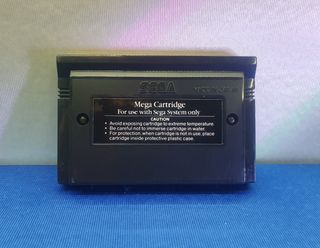 SEGA
Mega Cartridge
For use with Sega System only
CAUTION
• Avoid exposing cartridge to extreme temperature.
• Be careful not to immerse cartridge in water.
• For protection, when cartridge is not in use, place
cartridge inside protective plastic case.